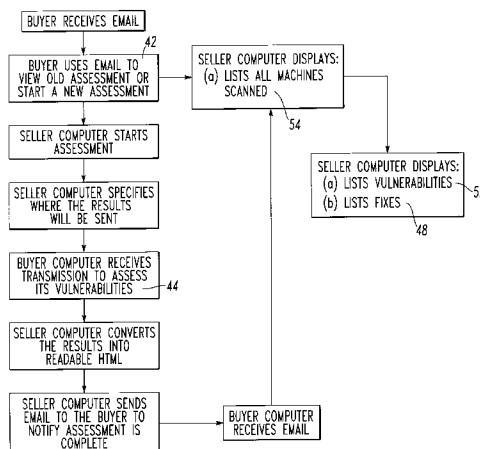 BUYER RECEIVES EMAIL
42
BUYER USES EMAIL TO
VIEW OLD ASSESSMENT OR
START A NEW ASSESSMENT
SELLER COMPUTER STARTS
ASSESSMENT
SELLER COMPUTER SPECIFIES
WHERE THE RESULTS
WILL BE SENT
BUYER COMPUTER RECEIVES
TRANSMISSION TO ASSESS
ITS VULNERABILITIES
44
SELLER COMPUTER CONVERTS
THE RESULTS INTO
READABLE HTML
SELLER COMPUTER SENDS
EMAIL TO THE BUYER TO
NOTIFY ASSESSMENT IS
COMPLETE
BUYER COMPUTER
RECEIVES EMAIL
SELLER COMPUTER DISPLAYS:
(a) LISTS ALL MACHINES
SCANNED
54
SELLER COMPUTER DISPLAYS:
(a) LISTS VULNERABILITIES
(b) LISTS FIXES
48